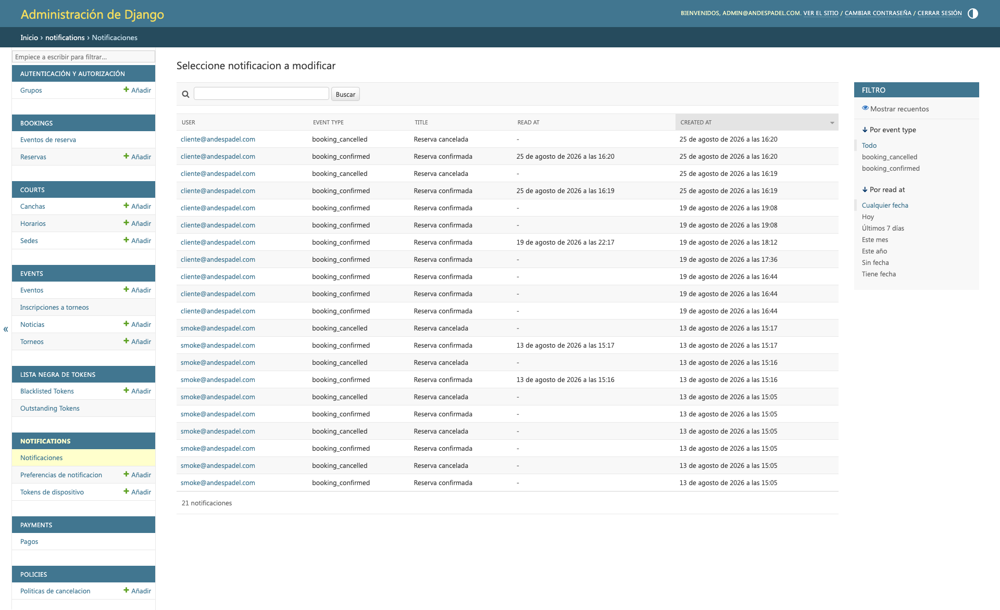 Administración de Django
BIENVENIDOS, ADMIN@ANDESPADEL.COM. VER EL SITIO / CAMBIAR CONTRASEÑA / CERRAR SESIÓN
Inicio › notifications › Notificaciones
Empiece a escribir para filtrar...
AUTENTICACIÓN Y AUTORIZACIÓN
Grupos Añadir
BOOKINGS
Eventos de reserva
Reservas Añadir
COURTS
Canchas Añadir
Horarios Añadir
Sedes Añadir
EVENTS
Eventos Añadir
Inscripciones a torneos
Noticias Añadir
Torneos Añadir
LISTA NEGRA DE TOKENS
Blacklisted Tokens Añadir
Outstanding Tokens
NOTIFICATIONS
Notificaciones
Preferencias de notificacion Añadir
Tokens de dispositivo Añadir
PAYMENTS
Pagos
POLICIES
Politicas de cancelacion Añadir
«
Seleccione notificacion a modificar
Buscar
USER EVENT TYPE TITLE READ AT CREATED AT
cliente@andespadel.com booking_cancelled Reserva cancelada - 25 de agosto de 2026 a las 16:20
cliente@andespadel.com booking_confirmed Reserva confirmada 25 de agosto de 2026 a las 16:20 25 de agosto de 2026 a las 16:20
cliente@andespadel.com booking_cancelled Reserva cancelada - 25 de agosto de 2026 a las 16:19
cliente@andespadel.com booking_confirmed Reserva confirmada 25 de agosto de 2026 a las 16:19 25 de agosto de 2026 a las 16:19
cliente@andespadel.com booking_confirmed Reserva confirmada - 19 de agosto de 2026 a las 19:08
cliente@andespadel.com booking_confirmed Reserva confirmada - 19 de agosto de 2026 a las 19:08
cliente@andespadel.com booking_confirmed Reserva confirmada 19 de agosto de 2026 a las 22:17 19 de agosto de 2026 a las 18:12
cliente@andespadel.com booking_confirmed Reserva confirmada - 19 de agosto de 2026 a las 17:36
cliente@andespadel.com booking_confirmed Reserva confirmada - 19 de agosto de 2026 a las 16:44
cliente@andespadel.com booking_confirmed Reserva confirmada - 19 de agosto de 2026 a las 16:44
cliente@andespadel.com booking_confirmed Reserva confirmada - 19 de agosto de 2026 a las 16:44
smoke@andespadel.com booking_cancelled Reserva cancelada - 13 de agosto de 2026 a las 15:17
smoke@andespadel.com booking_confirmed Reserva confirmada 13 de agosto de 2026 a las 15:17 13 de agosto de 2026 a las 15:17
smoke@andespadel.com booking_cancelled Reserva cancelada - 13 de agosto de 2026 a las 15:16
smoke@andespadel.com booking_confirmed Reserva confirmada 13 de agosto de 2026 a las 15:16 13 de agosto de 2026 a las 15:16
smoke@andespadel.com booking_cancelled Reserva cancelada - 13 de agosto de 2026 a las 15:05
smoke@andespadel.com booking_confirmed Reserva confirmada - 13 de agosto de 2026 a las 15:05
smoke@andespadel.com booking_cancelled Reserva cancelada - 13 de agosto de 2026 a las 15:05
smoke@andespadel.com booking_confirmed Reserva confirmada - 13 de agosto de 2026 a las 15:05
smoke@andespadel.com booking_cancelled Reserva cancelada - 13 de agosto de 2026 a las 15:05
smoke@andespadel.com booking_confirmed Reserva confirmada - 13 de agosto de 2026 a las 15:05
21 notificaciones
FILTRO
Mostrar recuentos
↓ Por event type
Todo
booking_cancelled
booking_confirmed
↓ Por read at
Cualquier fecha
Hoy
Últimos 7 días
Este mes
Este año
Sin fecha
Tiene fecha